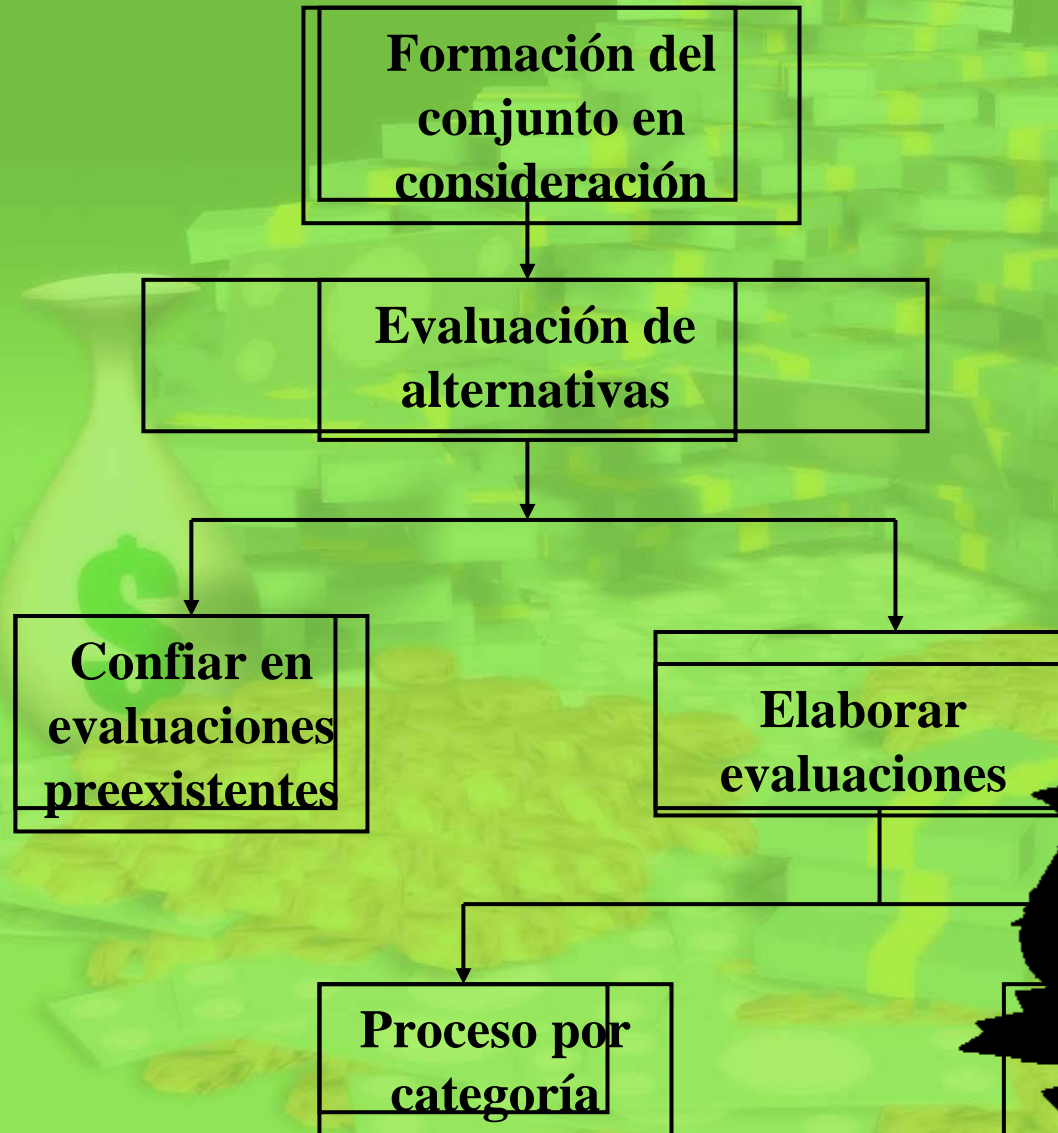 Formación del
conjunto en
consideración
Evaluación de
alternativas
Confiar en
evaluaciones
preexistentes
Elaborar
evaluaciones
Proceso por
categoría
$